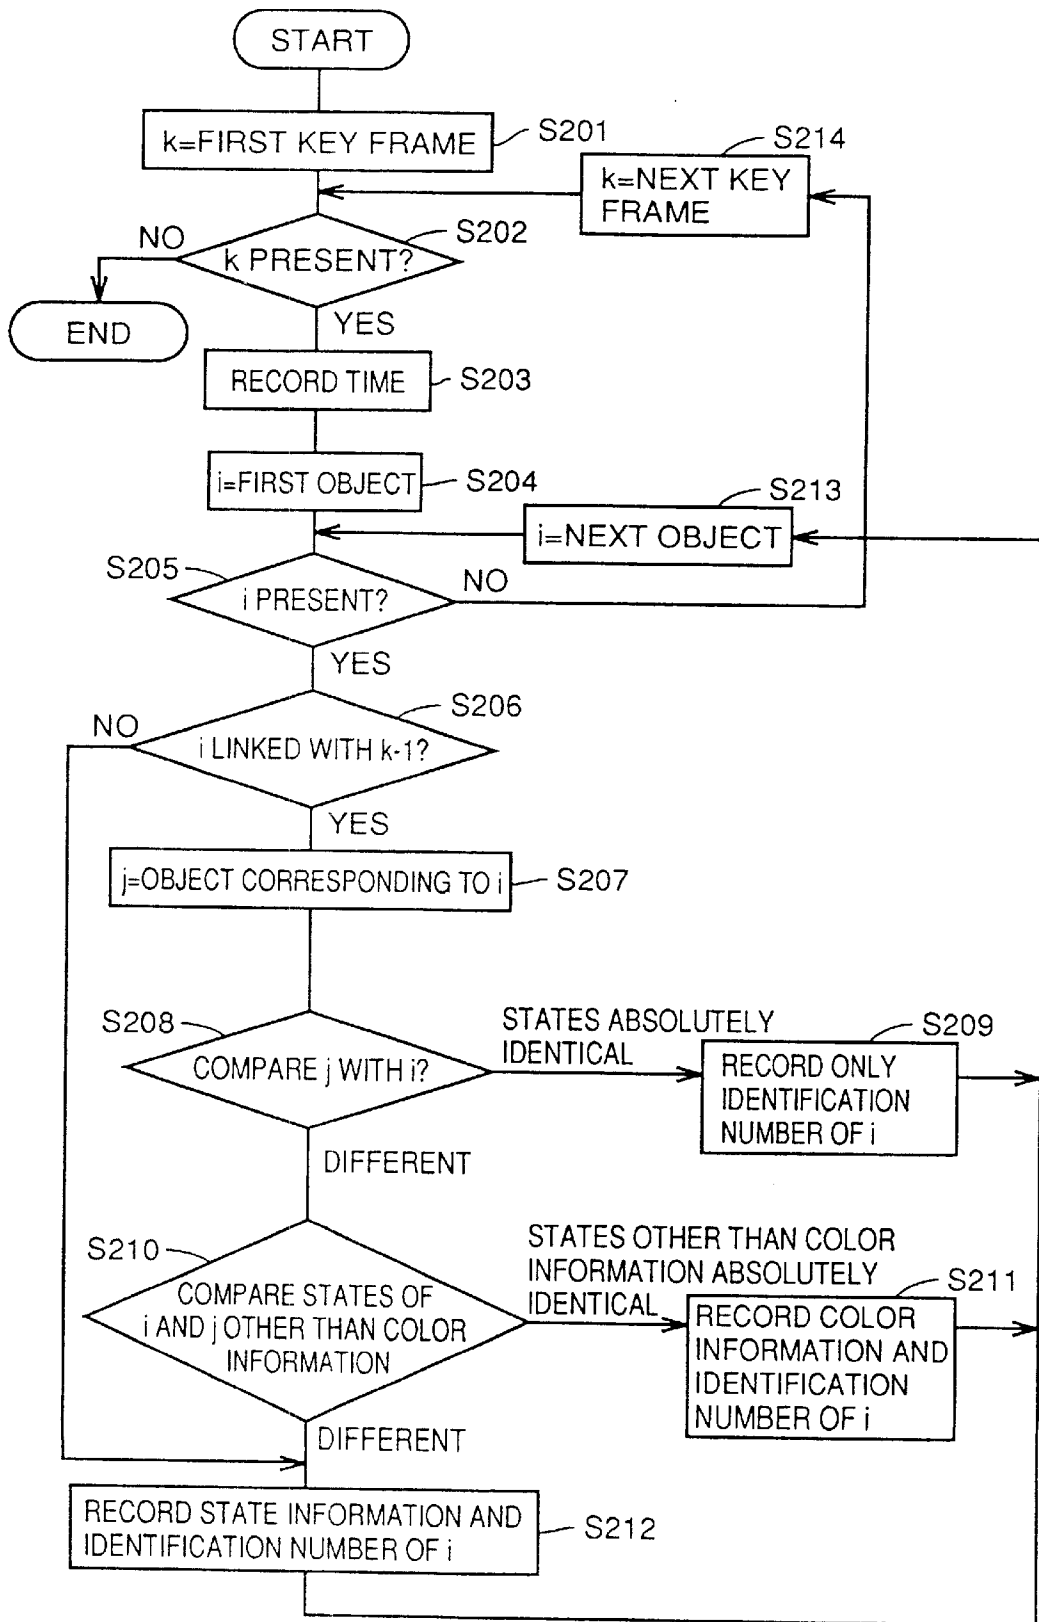 START
k=FIRST KEY FRAME
S201
S214
k=NEXT KEY
FRAME
NO
S202
k PRESENT?
END
YES
RECORD TIME
S203
i=FIRST OBJECT
S204
S213
i=NEXT OBJECT
S205
i PRESENT?
NO
YES
S206
NO
i LINKED WITH k-1?
YES
j=OBJECT CORRESPONDING TO i
S207
S208
COMPARE j WITH i?
STATES ABSOLUTELY
IDENTICAL
S209
RECORD ONLY
IDENTIFICATION
NUMBER OF i
DIFFERENT
S210
COMPARE STATES OF
i AND j OTHER THAN COLOR
INFORMATION
STATES OTHER THAN COLOR
INFORMATION ABSOLUTELY
IDENTICAL
S211
RECORD COLOR
INFORMATION AND
IDENTIFICATION
NUMBER OF i
DIFFERENT
RECORD STATE INFORMATION AND
IDENTIFICATION NUMBER OF i
S212